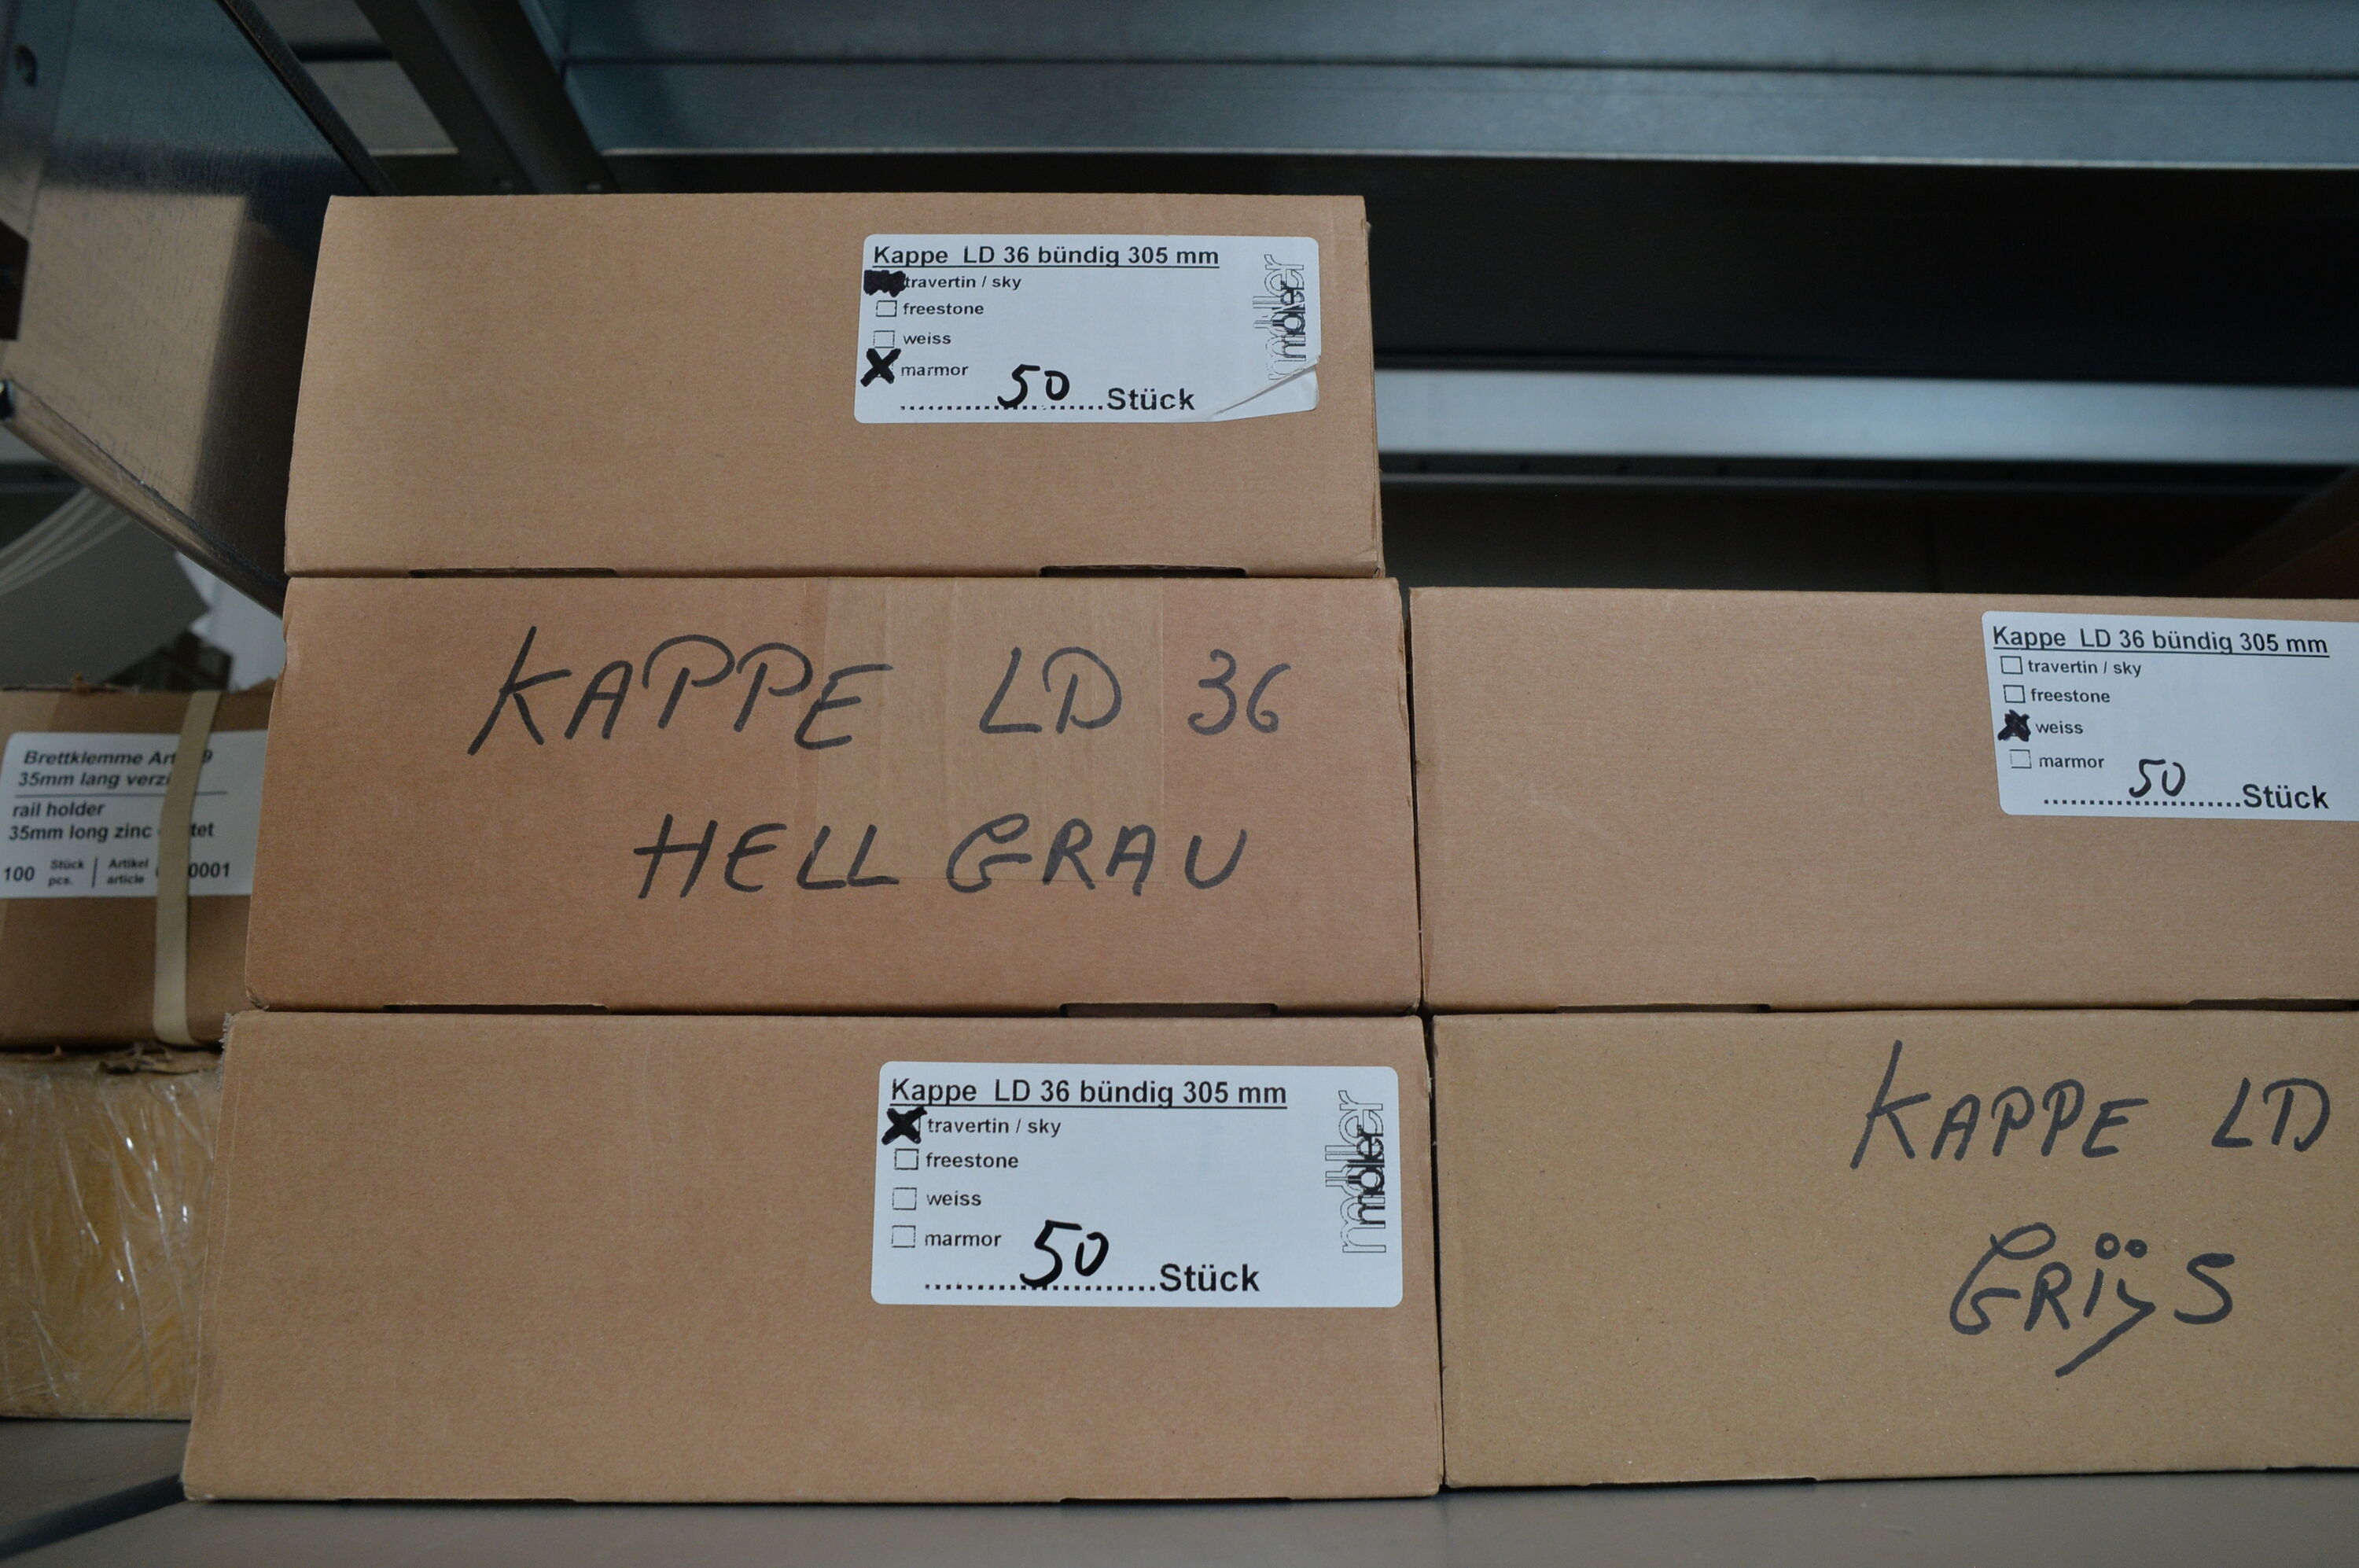 Kappe LD 36 bündig 305 mm
travertin / sky
freestone
weiss
marmor
50
Stück
müller
KAPPE LD 36
HELL GRAU
Kappe LD 36 bündig 305 mm
travertin / sky
freestone
weiss
marmor
50
Stück
Brettklemme
35mm lang
rail holder
35mm long zinc
100 Stück pcs. Artikel article 0001
Kappe LD 36 bündig 305 mm
travertin / sky
freestone
weiss
marmor
50
Stück
müller
KAPPE LD
GRÿS